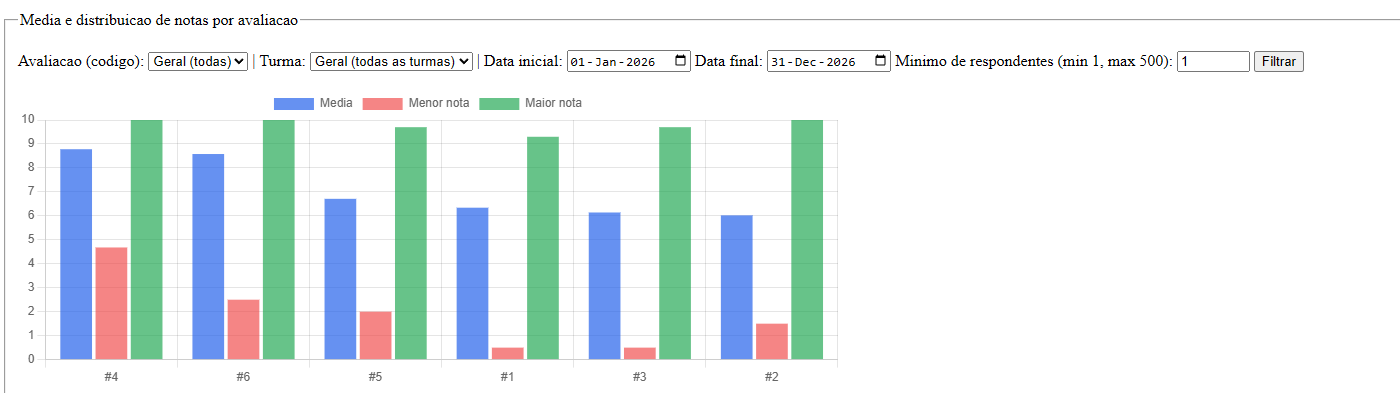 Media e distribuicao de notas por avaliacao
Avaliacao (codigo): Geral (todas) | Turma: Geral (todas as turmas) | Data inicial: 01-Jan-2026 Data final: 31-Dec-2026 Minimo de respondentes (min 1, max 500): 1 Filtrar
Media Menor nota Maior nota
10
9
8
7
6
5
4
3
2
1
0
#4 #6 #5 #1 #3 #2